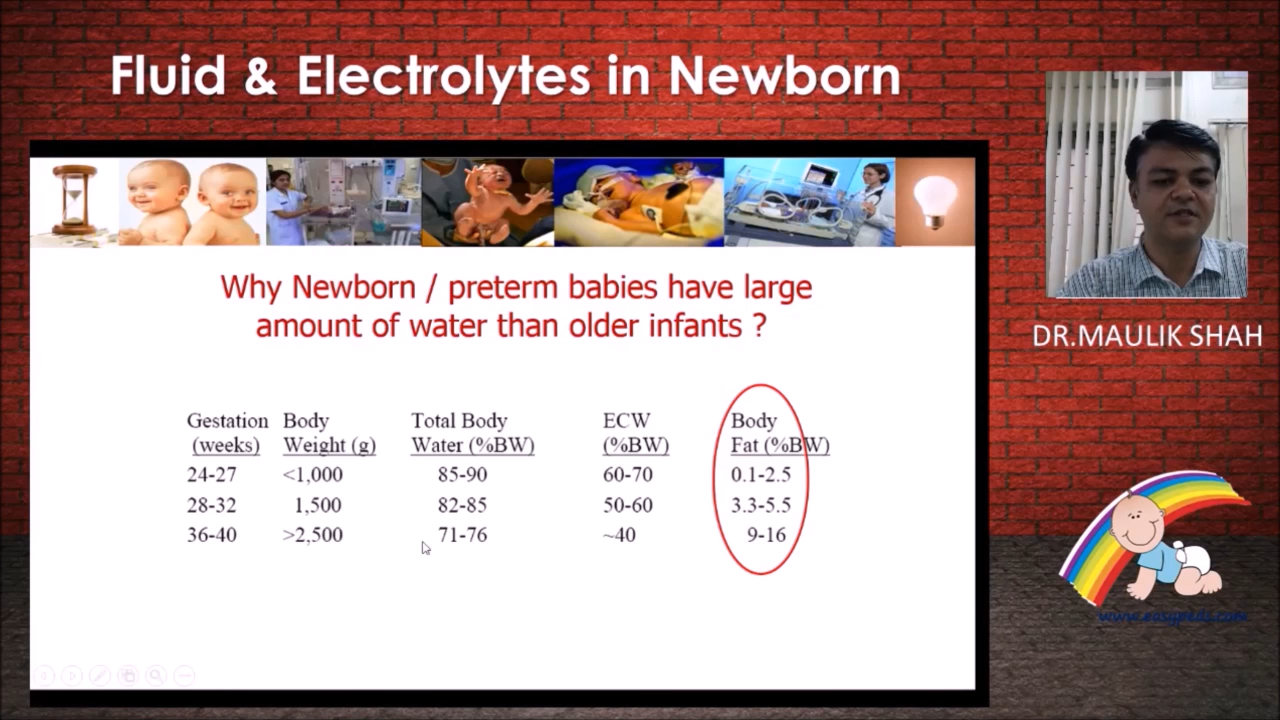 Fluid & Electrolytes in Newborn
Why Newborn / preterm babies have large
amount of water than older infants ?
DR.MAULIK SHAH
Gestation Body Total Body ECW Body
(weeks) Weight (g) Water (%BW) (%BW) Fat (%BW)
24-27 <1,000 85-90 60-70 0.1-2.5
28-32 1,500 82-85 50-60 3.3-5.5
36-40 >2,500 71-76 ~40 9-16
www.easypeds.com